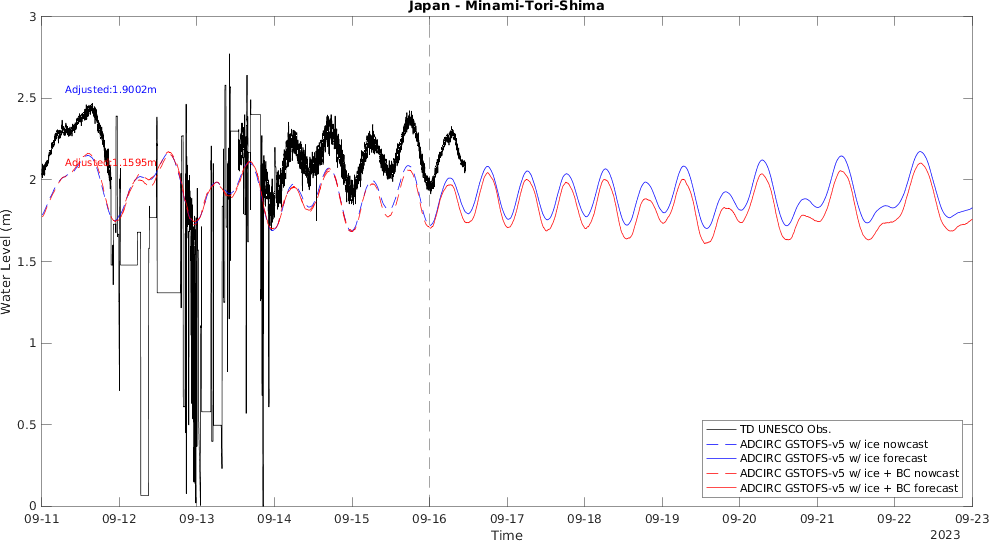 Japan - Minami-Tori-Shima
3
2.5
2
1.5
1
0.5
0
Water Level (m)
Adjusted:1.9002m
Adjusted:1.1595m
TD UNESCO Obs.
ADCIRC GSTOFS-v5 w/ ice nowcast
ADCIRC GSTOFS-v5 w/ ice forecast
ADCIRC GSTOFS-v5 w/ ice + BC nowcast
ADCIRC GSTOFS-v5 w/ ice + BC forecast
09-11 09-12 09-13 09-14 09-15 09-16 09-17 09-18 09-19 09-20 09-21 09-22 09-23
Time
2023